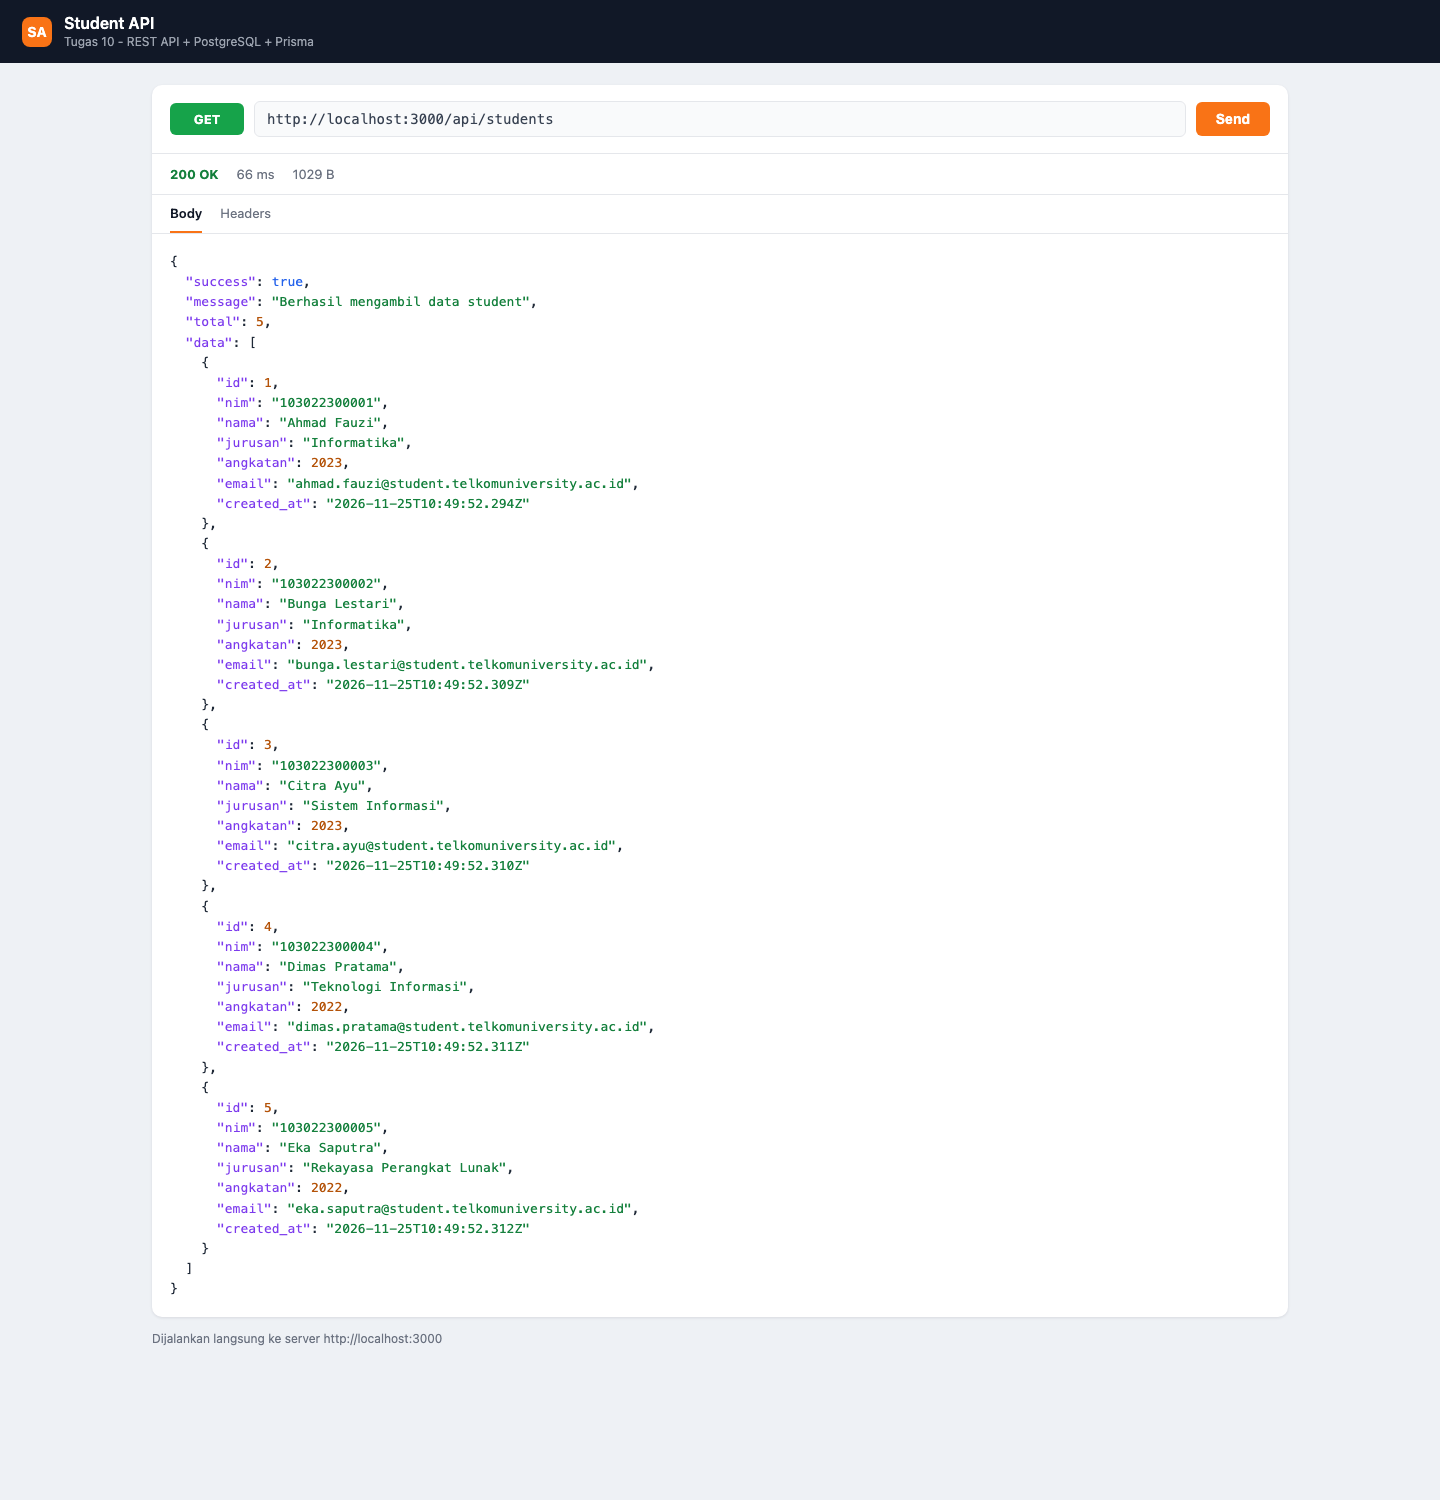 SA
Student API
Tugas 10 - REST API + PostgreSQL + Prisma
GET http://localhost:3000/api/students Send
200 OK 66 ms 1029 B
Body Headers
{
  "success": true,
  "message": "Berhasil mengambil data student",
  "total": 5,
  "data": [
    {
      "id": 1,
      "nim": "103022300001",
      "nama": "Ahmad Fauzi",
      "jurusan": "Informatika",
      "angkatan": 2023,
      "email": "ahmad.fauzi@student.telkomuniversity.ac.id",
      "created_at": "2026-11-25T10:49:52.294Z"
    },
    {
      "id": 2,
      "nim": "103022300002",
      "nama": "Bunga Lestari",
      "jurusan": "Informatika",
      "angkatan": 2023,
      "email": "bunga.lestari@student.telkomuniversity.ac.id",
      "created_at": "2026-11-25T10:49:52.309Z"
    },
    {
      "id": 3,
      "nim": "103022300003",
      "nama": "Citra Ayu",
      "jurusan": "Sistem Informasi",
      "angkatan": 2023,
      "email": "citra.ayu@student.telkomuniversity.ac.id",
      "created_at": "2026-11-25T10:49:52.310Z"
    },
    {
      "id": 4,
      "nim": "103022300004",
      "nama": "Dimas Pratama",
      "jurusan": "Teknologi Informasi",
      "angkatan": 2022,
      "email": "dimas.pratama@student.telkomuniversity.ac.id",
      "created_at": "2026-11-25T10:49:52.311Z"
    },
    {
      "id": 5,
      "nim": "103022300005",
      "nama": "Eka Saputra",
      "jurusan": "Rekayasa Perangkat Lunak",
      "angkatan": 2022,
      "email": "eka.saputra@student.telkomuniversity.ac.id",
      "created_at": "2026-11-25T10:49:52.312Z"
    }
  ]
}
Dijalankan langsung ke server http://localhost:3000